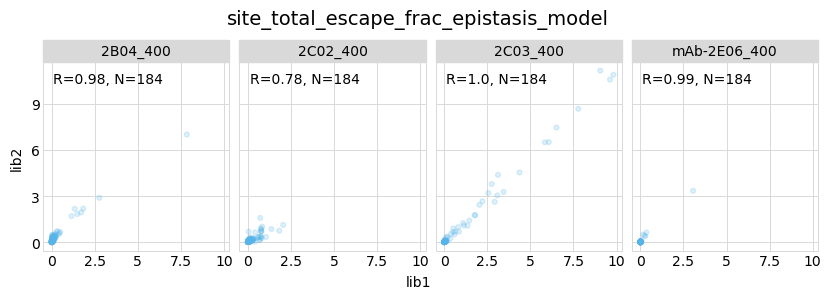 site_total_escape_frac_epistasis_model
2B04_400 2C02_400 2C03_400 mAb-2E06_400
R=0.98, N=184 R=0.78, N=184 R=1.0, N=184 R=0.99, N=184
9
6
3
0
lib2
0 2.5 5 7.5 10 0 2.5 5 7.5 10 0 2.5 5 7.5 10 0 2.5 5 7.5 10
lib1